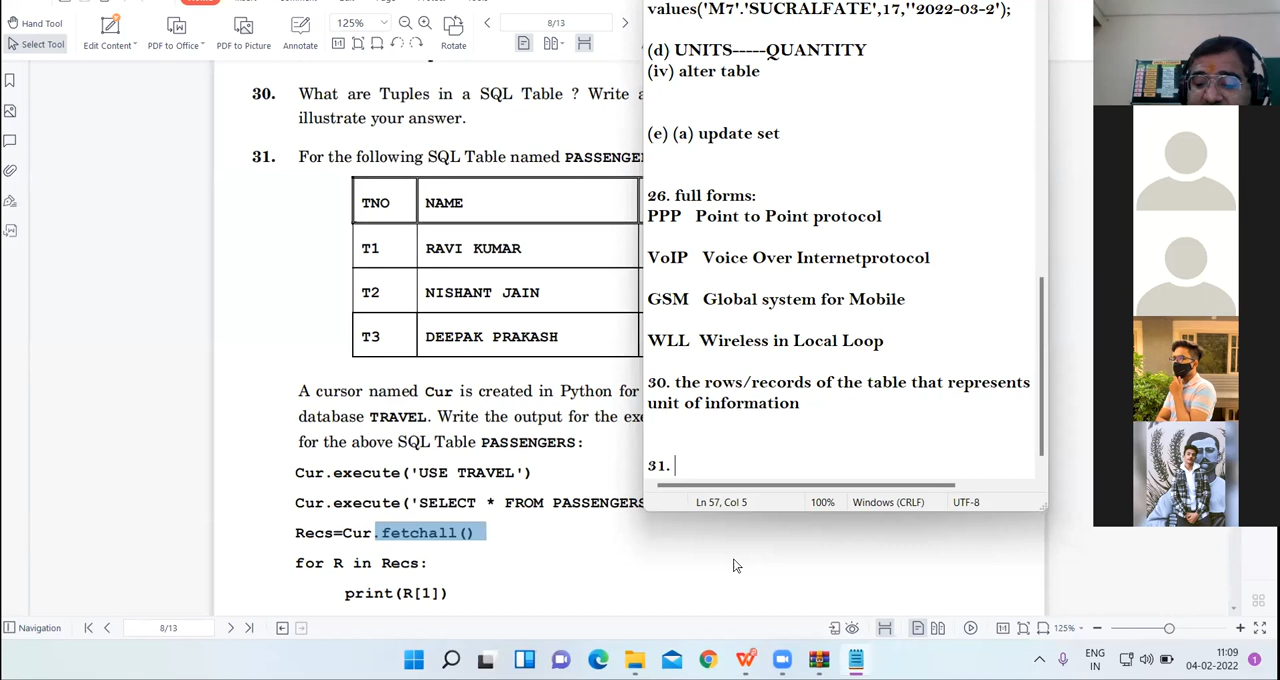 Hand Tool
Select Tool
Edit Content
PDF to Office
PDF to Picture
Annotate
125%
Rotate
8/13
30. What are Tuples in a SQL Table ? Write a
illustrate your answer.
31. For the following SQL Table named PASSENGE
TNO NAME
T1 RAVI KUMAR
T2 NISHANT JAIN
T3 DEEPAK PRAKASH
A cursor named Cur is created in Python for
database TRAVEL. Write the output for the exe
for the above SQL Table PASSENGERS:
Cur.execute('USE TRAVEL')
Cur.execute('SELECT * FROM PASSENGERS
Recs=Cur.fetchall()
for R in Recs:
print(R[1])
values('M7'.'SUCRALFATE',17,''2022-03-2');
(d) UNITS-----QUANTITY
(iv) alter table
(e) (a) update set
26. full forms:
PPP Point to Point protocol
VoIP Voice Over Internetprotocol
GSM Global system for Mobile
WLL Wireless in Local Loop
30. the rows/records of the table that represents
unit of information
31.
Ln 57, Col 5 100% Windows (CRLF) UTF-8
Navigation 8/13 125%
ENG
IN
11:09
04-02-2022
1